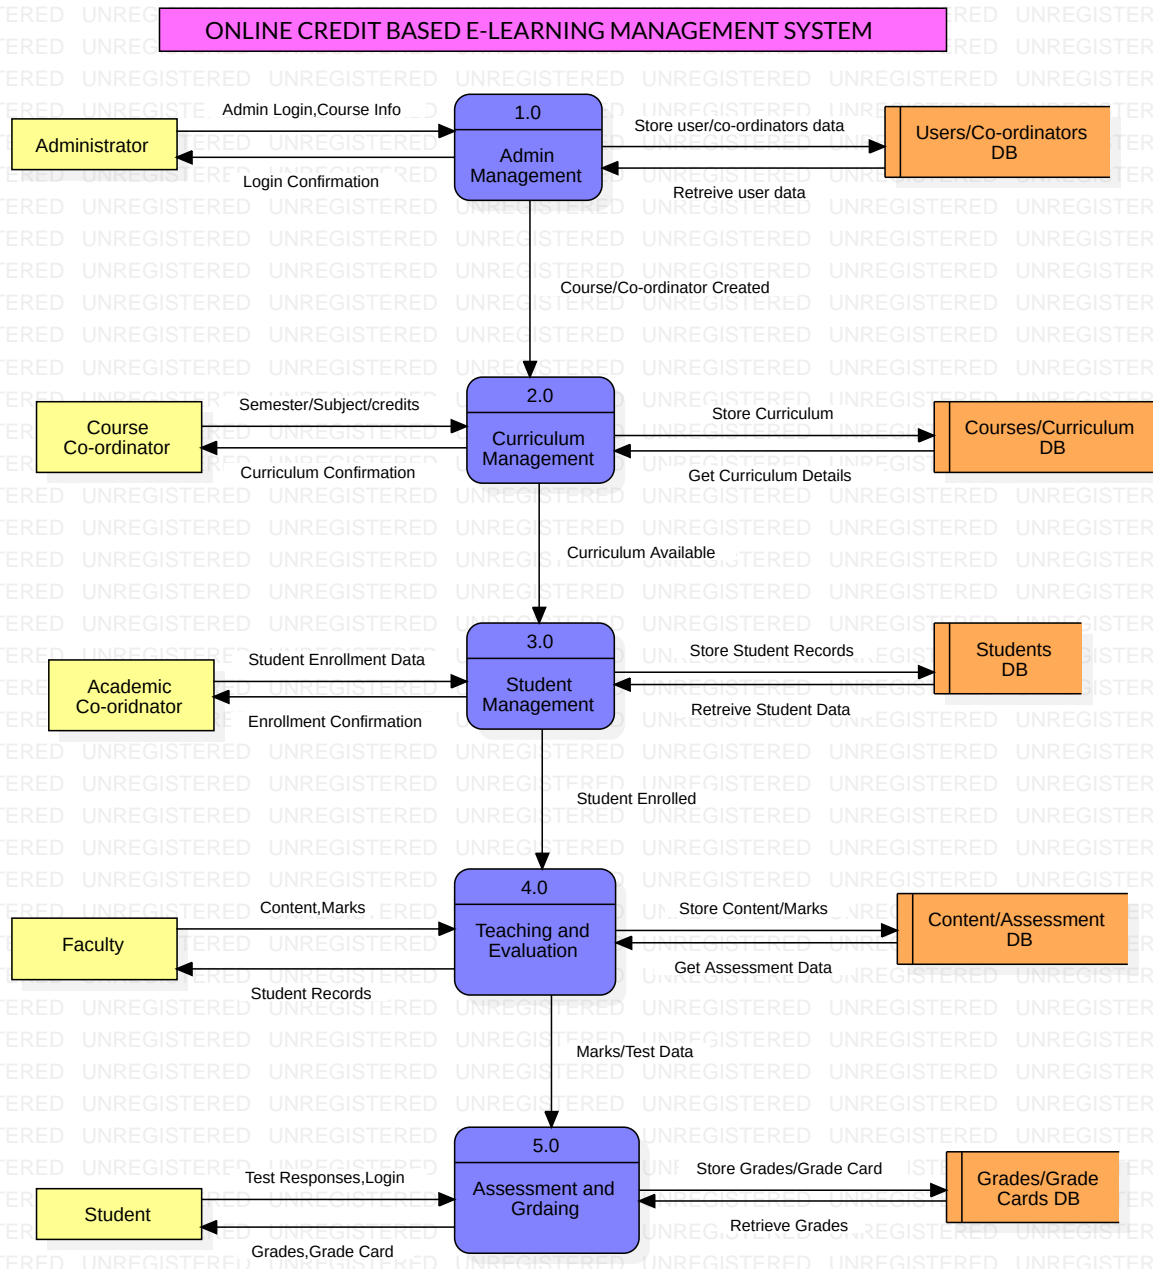 ONLINE CREDIT BASED E-LEARNING MANAGEMENT SYSTEM
Admin Login,Course Info
Administrator
Login Confirmation
1.0
Admin
Management
Store user/co-ordinators data
Retreive user data
Users/Co-ordinators
DB
Course/Co-ordinator Created
Semester/Subject/credits
Course
Co-ordinator
Curriculum Confirmation
2.0
Curriculum
Management
Store Curriculum
Get Curriculum Details
Courses/Curriculum
DB
Curriculum Available
Student Enrollment Data
Academic
Co-oridnator
Enrollment Confirmation
3.0
Student
Management
Store Student Records
Retreive Student Data
Students
DB
Student Enrolled
Content,Marks
Faculty
Student Records
4.0
Teaching and
Evaluation
Store Content/Marks
Get Assessment Data
Content/Assessment
DB
Marks/Test Data
Test Responses,Login
Student
Grades,Grade Card
5.0
Assessment and
Grdaing
Store Grades/Grade Card
Retrieve Grades
Grades/Grade
Cards DB
UNREGISTERED